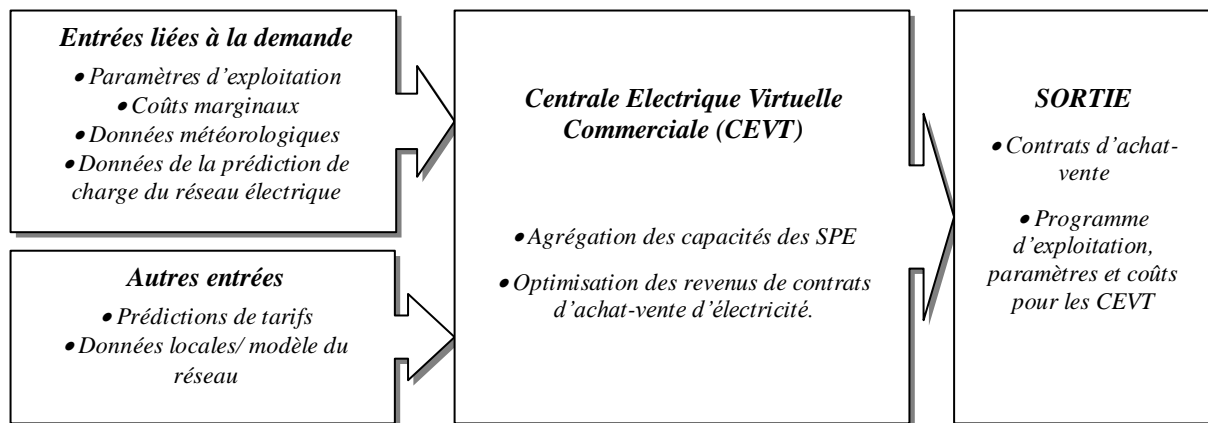 Entrées liées à la demande
• Paramètres d'exploitation
• Coûts marginaux
• Données météorologiques
• Données de la prédiction de
charge du réseau électrique
Autres entrées
• Prédictions de tarifs
• Données locales/ modèle du
réseau
Centrale Electrique Virtuelle
Commerciale (CEVT)
• Agrégation des capacités des SPE
• Optimisation des revenus de contrats
d'achat-vente d'électricité.
SORTIE
• Contrats d'achat-
vente
• Programme
d'exploitation,
paramètres et coûts
pour les CEVT